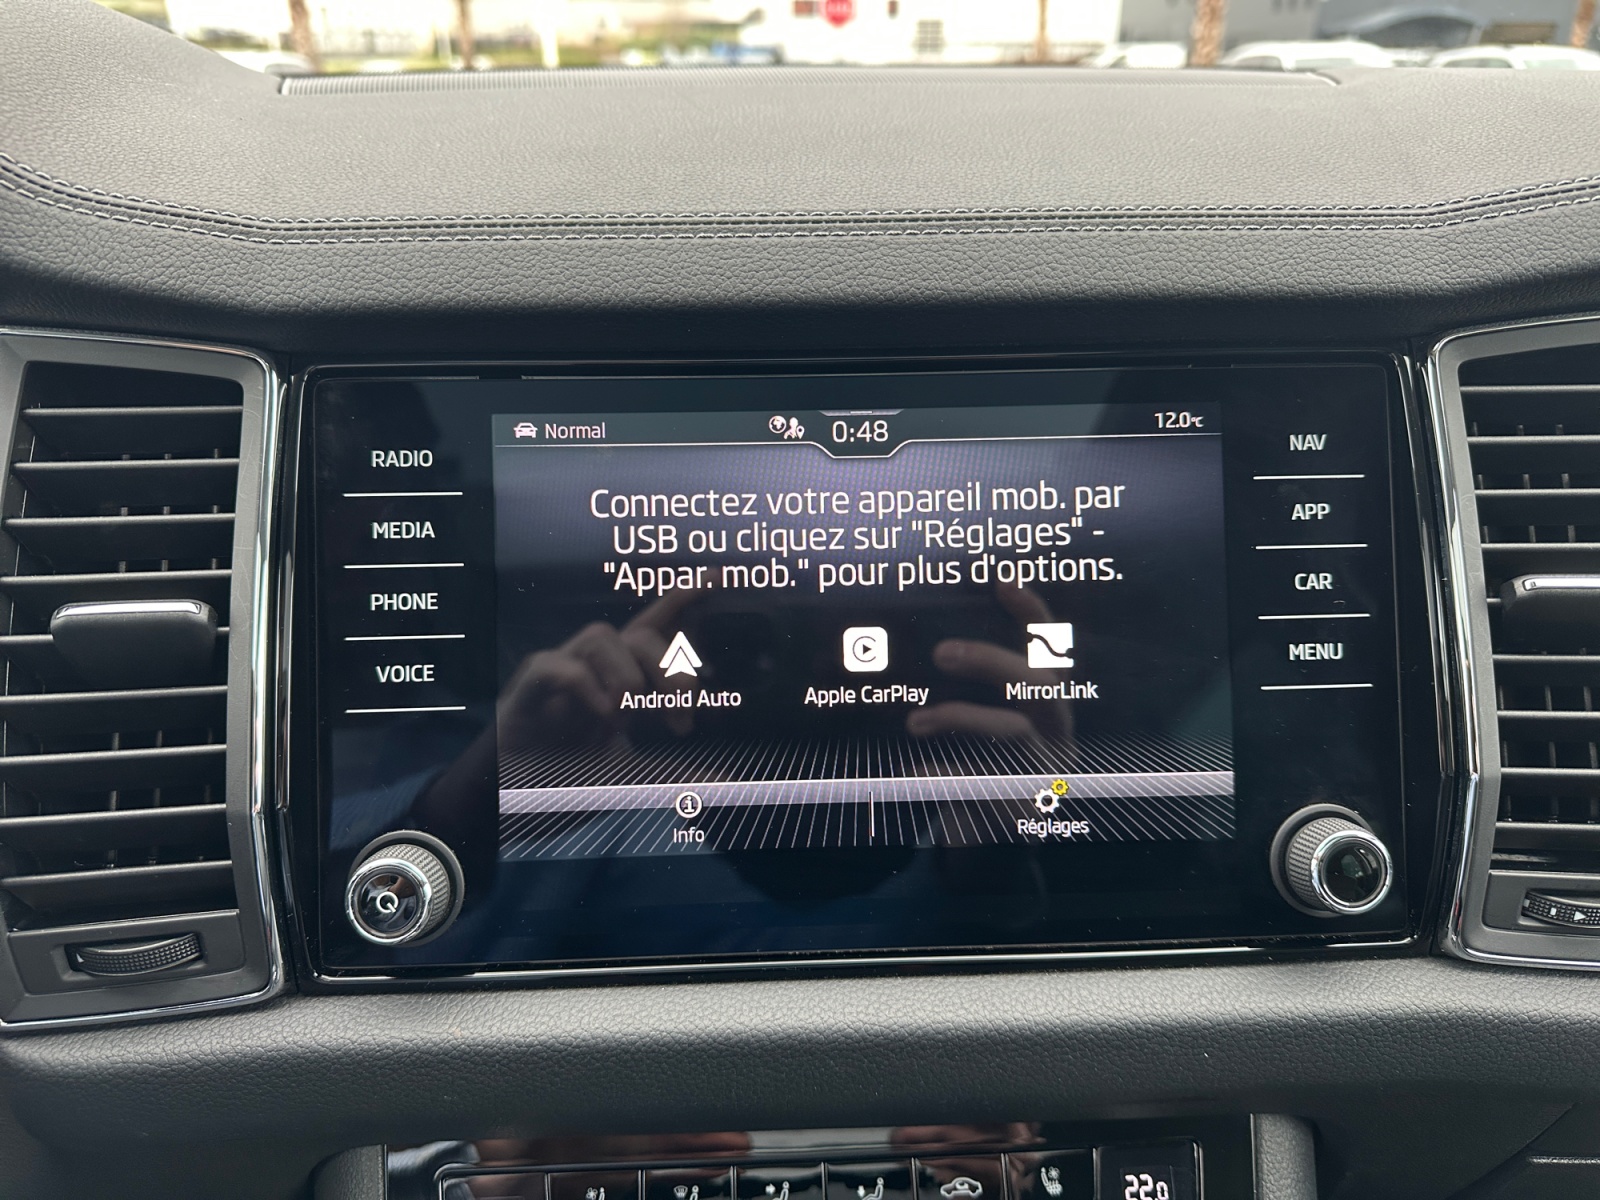 RADIO
MEDIA
PHONE
VOICE
Normal
0:48
12.0°C
Connectez votre appareil mob. par
USB ou cliquez sur "Réglages" -
"Appar. mob." pour plus d'options.
Android Auto
Apple CarPlay
MirrorLink
Info
Réglages
NAV
APP
CAR
MENU
22.0